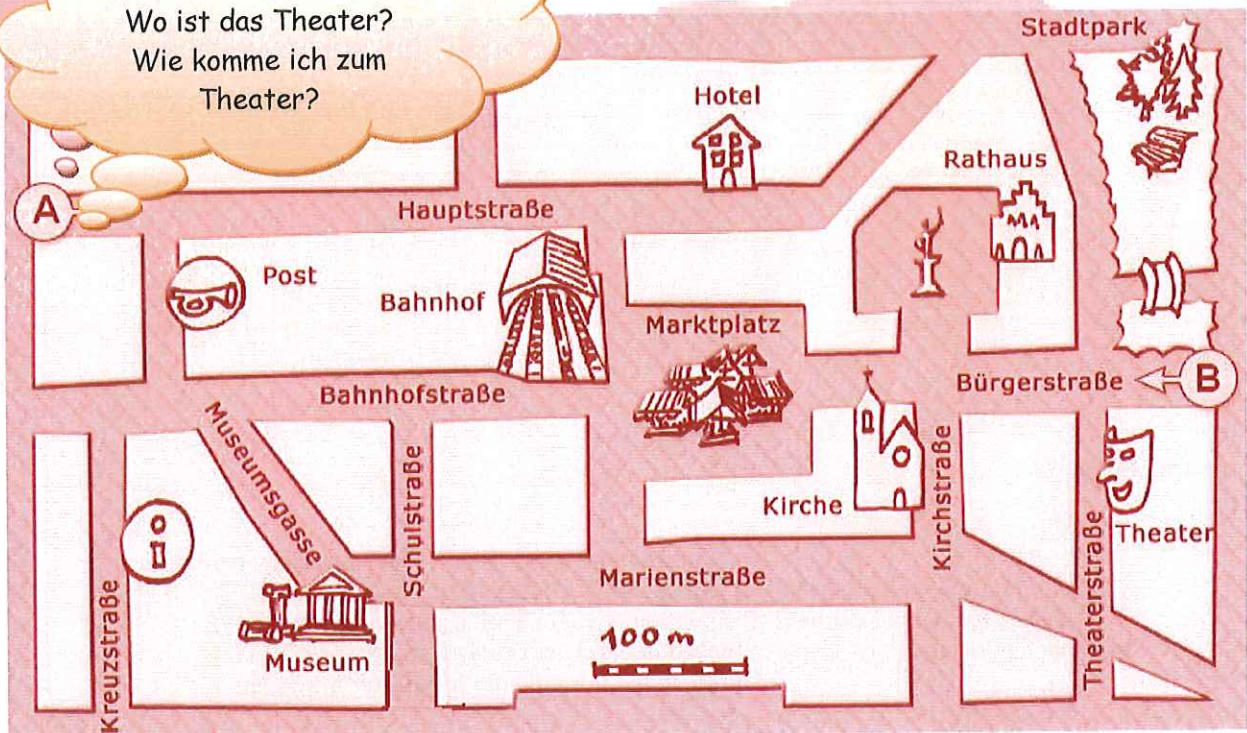 Wo ist das Theater?
Wie komme ich zum
Theater?
Stadtpark
Hotel
Rathaus
A
Hauptstraße
Post
Bahnhof
Marktplatz
Bahnhofstraße
Bürgerstraße
B
Museumsgasse
Schulstraße
Kirche
Kirchstraße
Theater
Theaterstraße
i
Marienstraße
Kreuzstraße
Museum
100 m